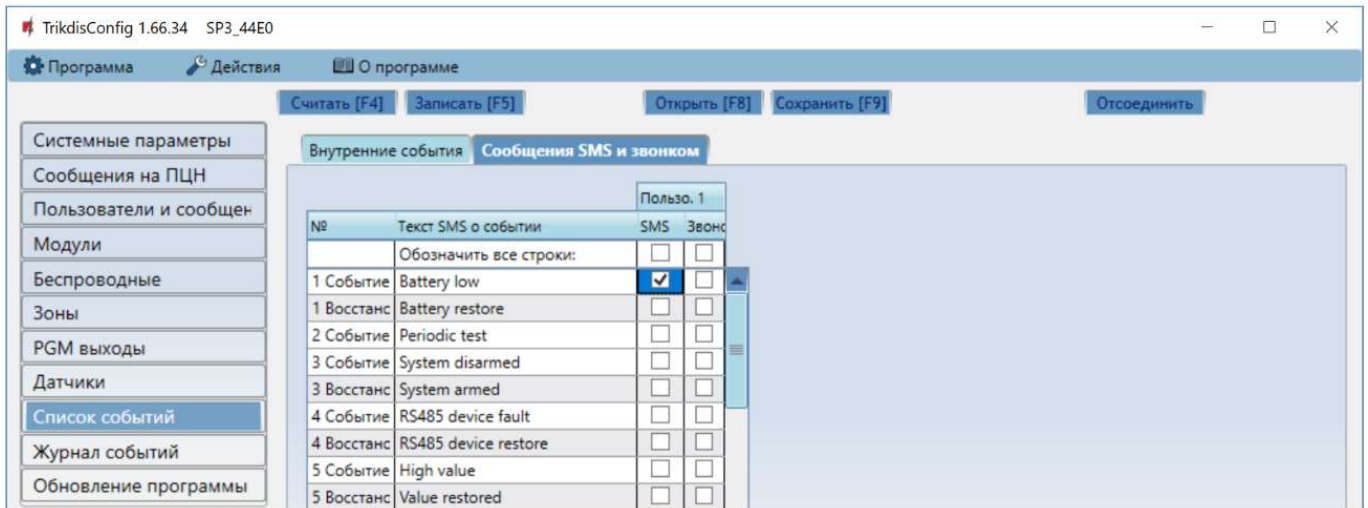 TrikdisConfig 1.66.34 SP3_44E0
Программа Действия О программе
Считать [F4] Записать [F5] Открыть [F8] Сохранить [F9] Отсоединить
Системные параметры
Сообщения на ПЦН
Пользователи и сообщен
Модули
Беспроводные
Зоны
PGM выходы
Датчики
Список событий
Журнал событий
Обновление программы
Внутренние события Сообщения SMS и звонком
Пользо. 1
№ Текст SMS о событии SMS Звонс
Обозначить все строки:
1 Событие Battery low
1 Восстанс Battery restore
2 Событие Periodic test
3 Событие System disarmed
3 Восстанс System armed
4 Событие RS485 device fault
4 Восстанс RS485 device restore
5 Событие High value
5 Восстанс Value restored